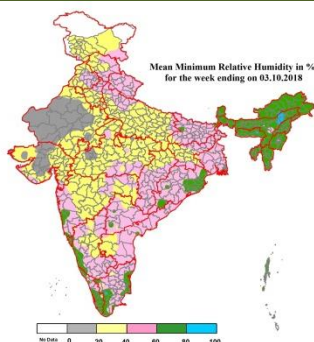 Mean Minimum Relative Humidity in %
for the week ending on 03.10.2018
No Data 0 20 40 60 80 100